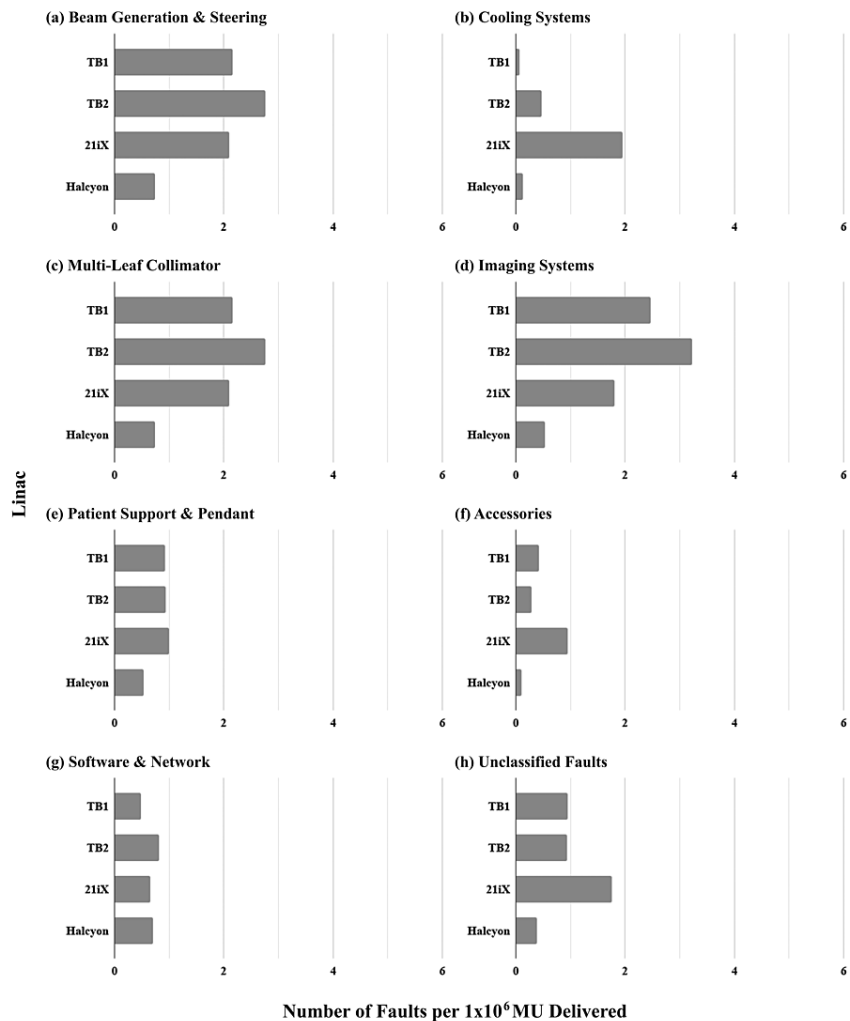 (a) Beam Generation & Steering
TB1
TB2
21iX
Halcyon
0 2 4 6
(b) Cooling Systems
TB1
TB2
21iX
Halcyon
0 2 4 6
(c) Multi-Leaf Collimator
TB1
TB2
21iX
Halcyon
0 2 4 6
(d) Imaging Systems
TB1
TB2
21iX
Halcyon
0 2 4 6
Linac
(e) Patient Support & Pendant
TB1
TB2
21iX
Halcyon
0 2 4 6
(f) Accessories
TB1
TB2
21iX
Halcyon
0 2 4 6
(g) Software & Network
TB1
TB2
21iX
Halcyon
0 2 4 6
(h) Unclassified Faults
TB1
TB2
21iX
Halcyon
0 2 4 6
Number of Faults per 1x10⁶ MU Delivered